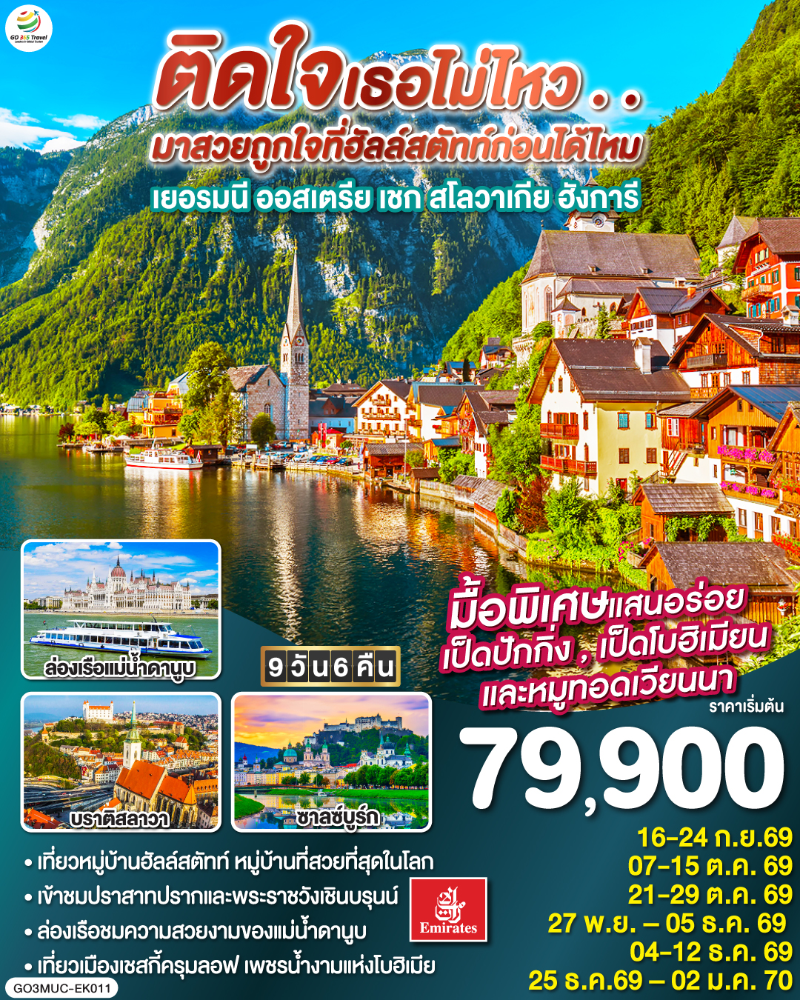 GO 365 Travel
Leaders in Global Tourism
ติดใจเธอไม่ไหว . . 
มาสวยถูกใจที่ฮัลล์สตัทท์ก่อนได้ไหม
เยอรมนี ออสเตรีย เชก สโลวาเกีย ฮังการี
ล่องเรือแม่น้ำดานูบ
9วัน6คืน
มื้อพิเศษแสนอร่อย
เป็ดปักกิ่ง , เป็ดโบฮิเมียน
และหมูทอดเวียนนา
ราคาเริ่มต้น
79,900
บราติสลาวา
ซาลซ์บูร์ก
• เที่ยวหมู่บ้านฮัลล์สตัทท์ หมู่บ้านที่สวยที่สุดในโลก
• เข้าชมปราสาทปรากและพระราชวังเชินบรุนน์
• ล่องเรือชมความสวยงามของแม่น้ำดานูบ
• เที่ยวเมืองเชสกี้ครุมลอฟ เพชรน้ำงามแห่งโบฮิเมีย
Emirates
16-24 ก.ย.69
07-15 ต.ค. 69
21-29 ต.ค. 69
27 พ.ย. – 05 ธ.ค. 69
04-12 ธ.ค. 69
25 ธ.ค.69 – 02 ม.ค. 70
GO3MUC-EK011